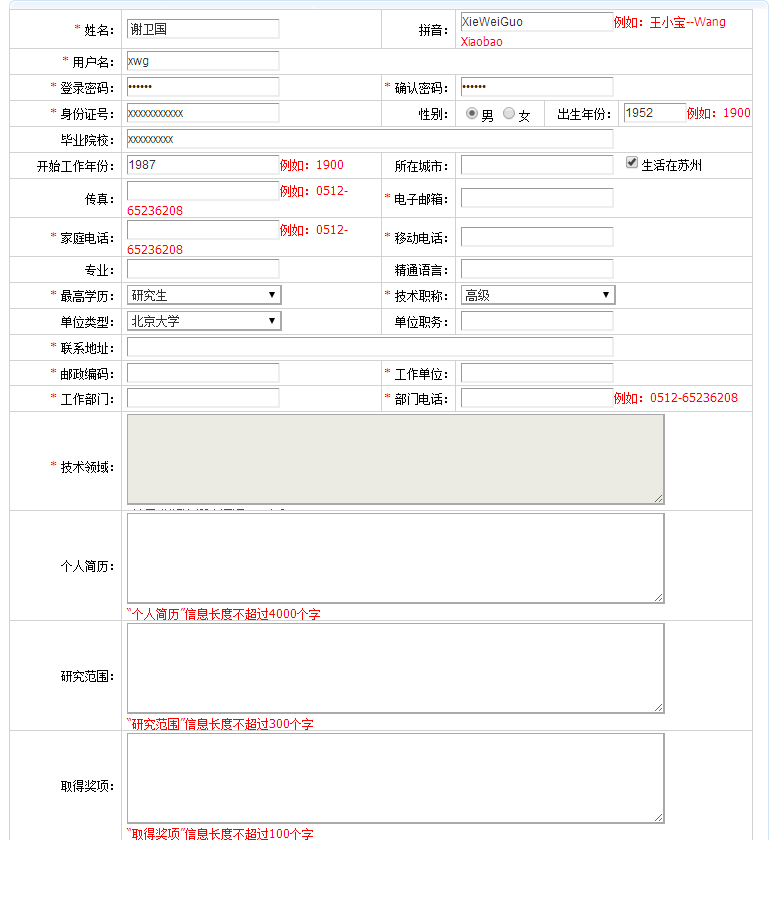 * 姓名： 谢卫国 拼音： XieWeiGuo 例如：王小宝--Wang
Xiaobao
* 用户名： xwg
* 登录密码： •••••• * 确认密码： ••••••
* 身份证号： xxxxxxxxxxx 性别： 男 女 出生年份： 1952 例如：1900
毕业院校： xxxxxxxxx
开始工作年份： 1987 例如：1900 所在城市： 生活在苏州
传真： 例如：0512-
65236208
* 电子邮箱：
* 家庭电话： 例如：0512-
65236208
* 移动电话：
专业： 精通语言：
* 最高学历： 研究生 * 技术职称： 高级
单位类型： 北京大学 单位职务：
* 联系地址：
* 邮政编码： * 工作单位：
* 工作部门： * 部门电话： 例如：0512-65236208
* 技术领域：
个人简历：
“个人简历”信息长度不超过4000个字
研究范围：
“研究范围”信息长度不超过300个字
取得奖项：
“取得奖项”信息长度不超过100个字